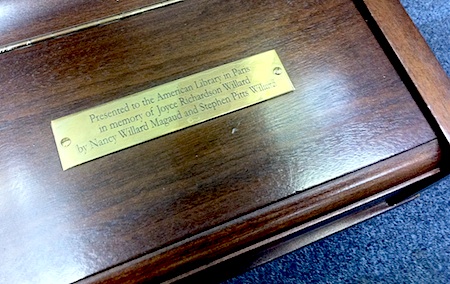 Presented to the American Library in Paris
in memory of Joyce Richardson Willard
by Nancy Willard Magaud and Stephen Pitts Willard